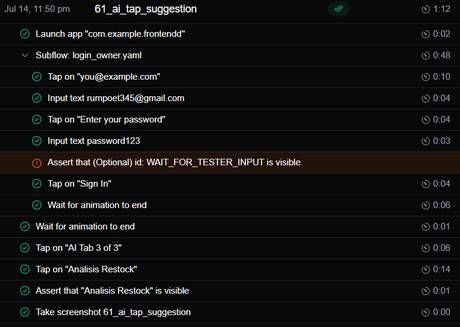 Jul 14, 11:50 pm 61_ai_tap_suggestion 1:12
Launch app "com.example.frontendd" 0:02
Subflow: login_owner.yaml 0:48
Tap on "you@example.com" 0:10
Input text rumpoet345@gmail.com 0:04
Tap on "Enter your password" 0:04
Input text password123 0:03
Assert that (Optional) id: WAIT_FOR_TESTER_INPUT is visible
Tap on "Sign In" 0:04
Wait for animation to end 0:06
Wait for animation to end 0:01
Tap on "AI Tab 3 of 3" 0:06
Tap on "Analisis Restock" 0:14
Assert that "Analisis Restock" is visible 0:01
Take screenshot 61_ai_tap_suggestion 0:00